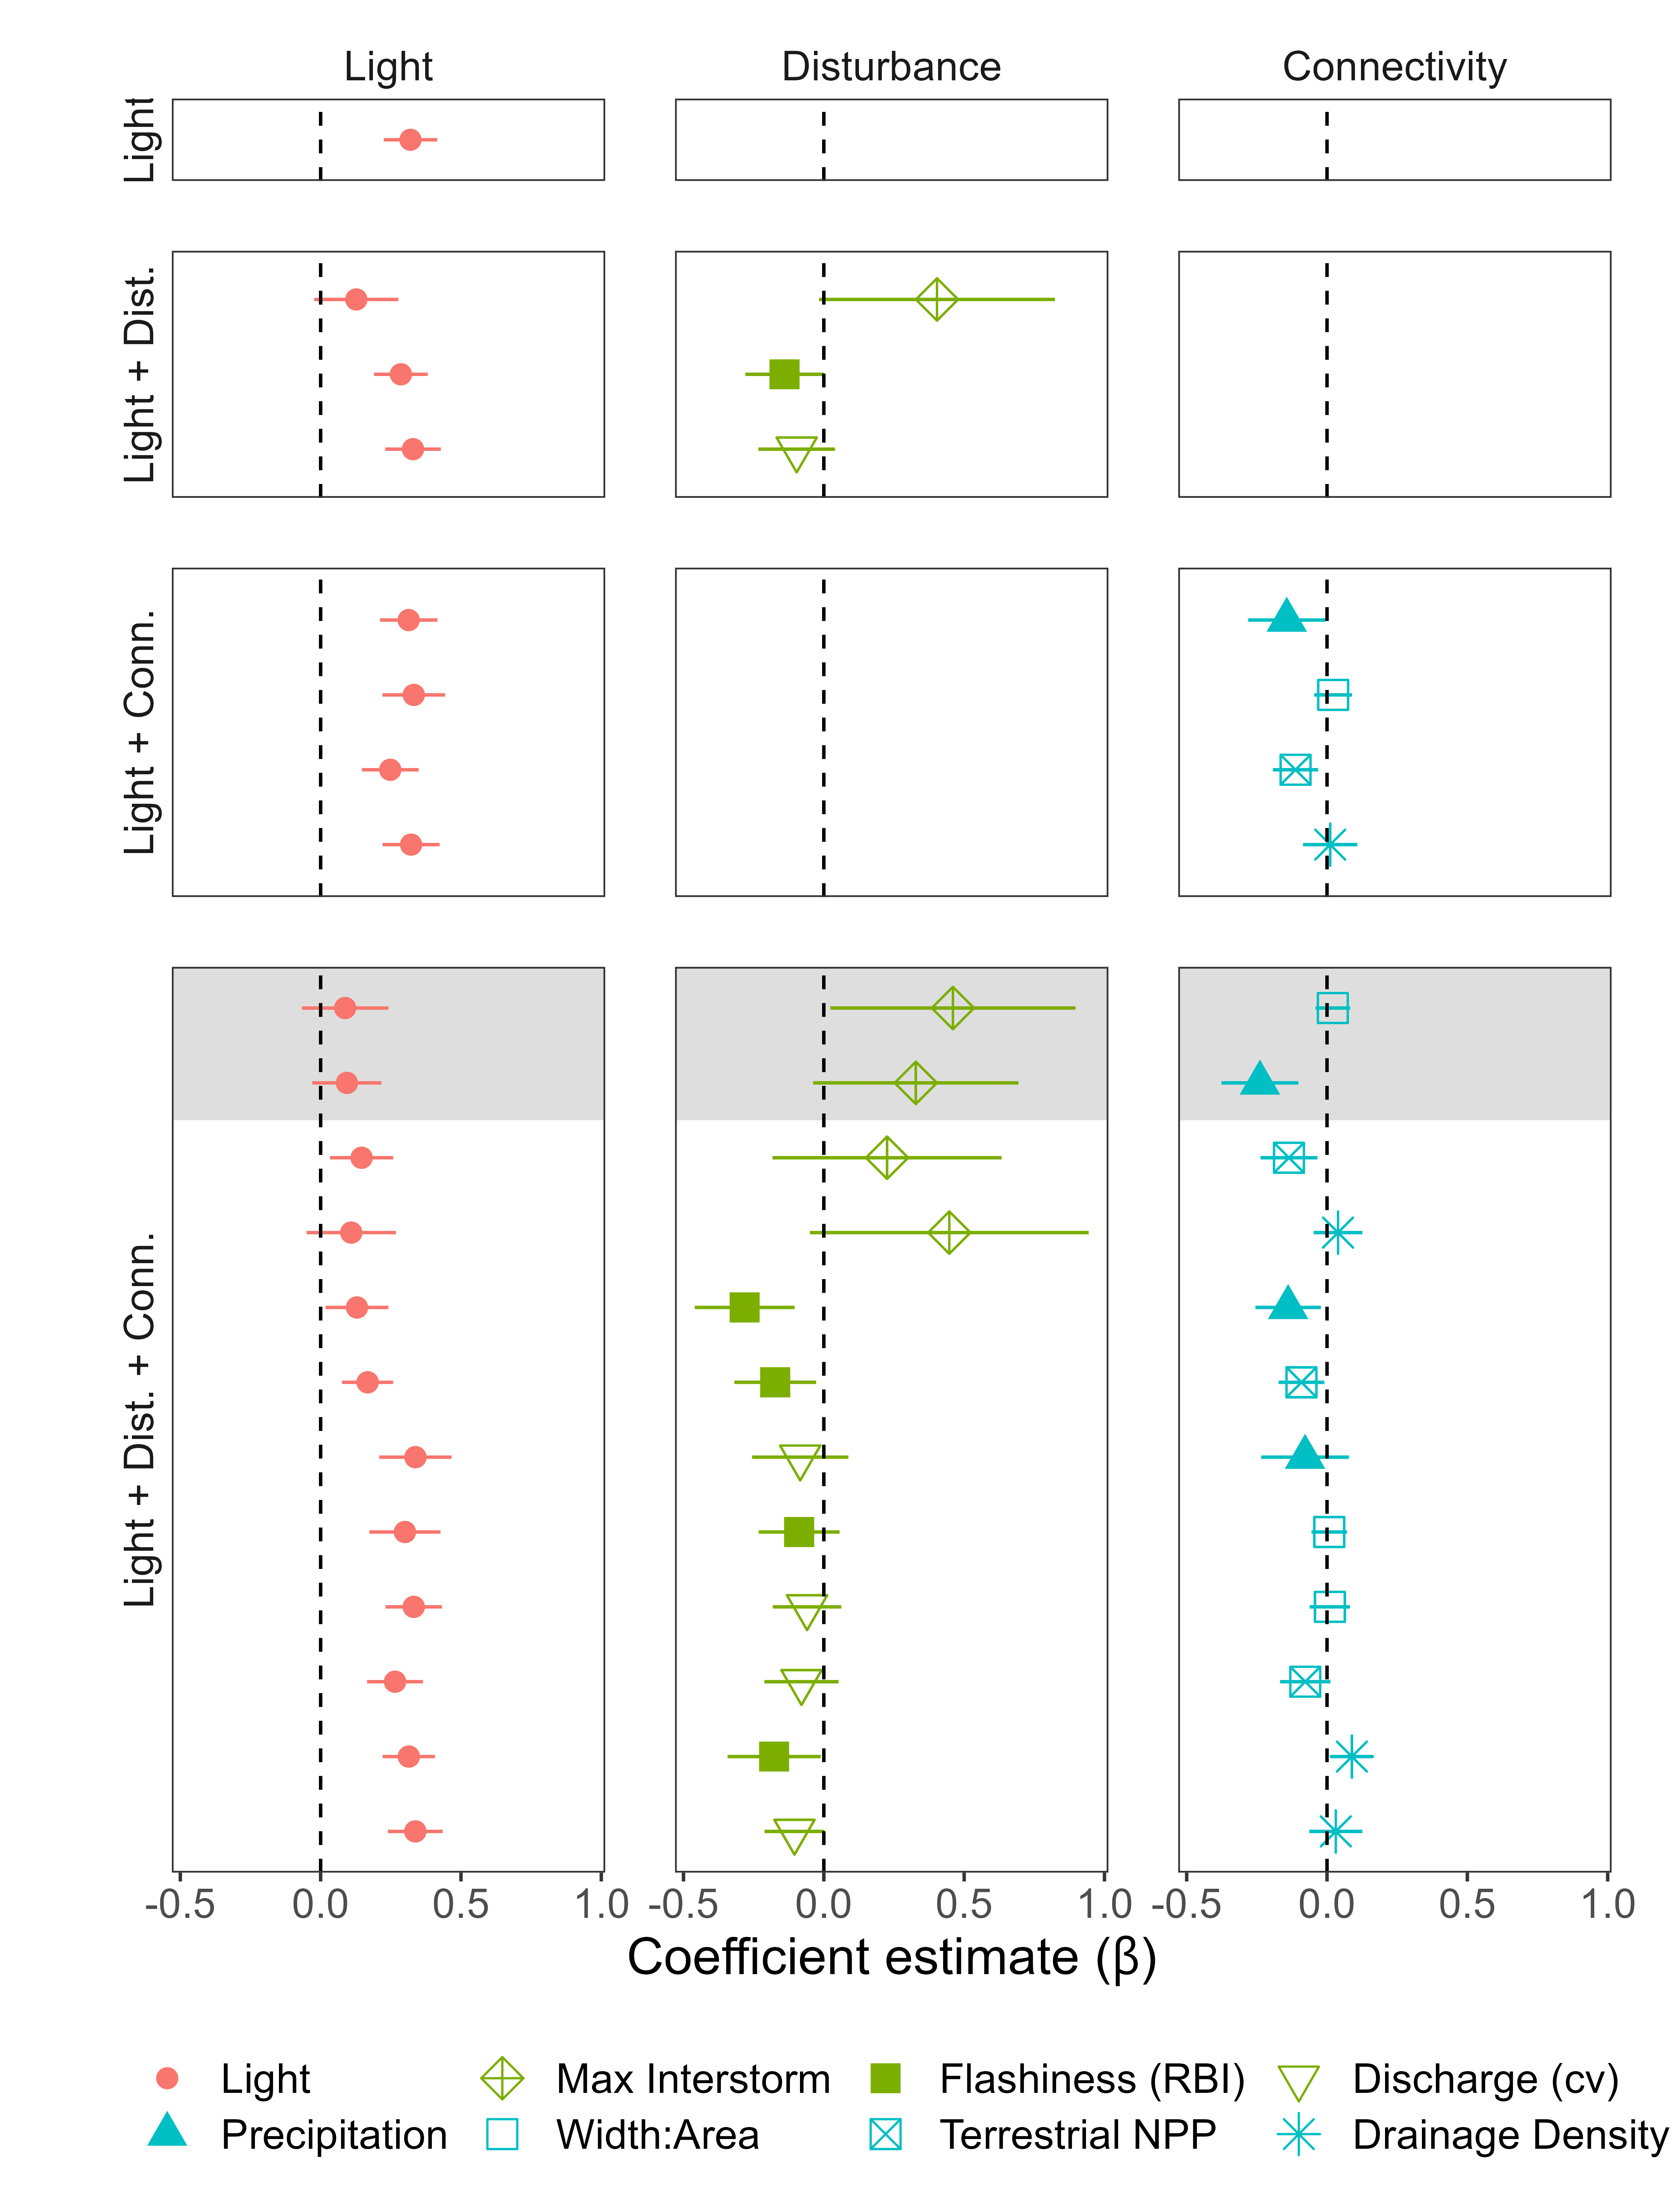 Light Disturbance Connectivity
Light
Light + Dist.
Light + Conn.
Light + Dist. + Conn.
-0.5 0.0 0.5 1.0 -0.5 0.0 0.5 1.0 -0.5 0.0 0.5 1.0
Coefficient estimate (β)
Light Max Interstorm Flashiness (RBI) Discharge (cv)
Precipitation Width:Area Terrestrial NPP Drainage Density